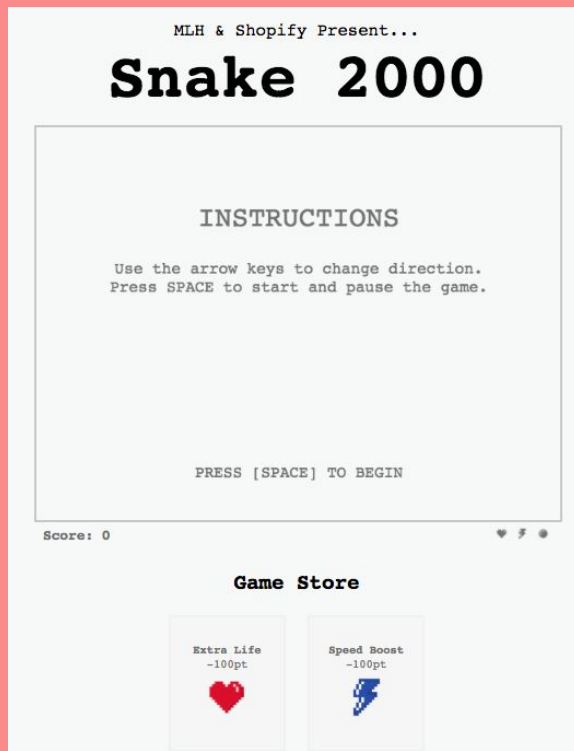 MLH & Shopify Present...
Snake 2000
INSTRUCTIONS
Use the arrow keys to change direction.
Press SPACE to start and pause the game.
PRESS [SPACE] TO BEGIN
Score: 0
Game Store
Extra Life
-100pt
Speed Boost
-100pt